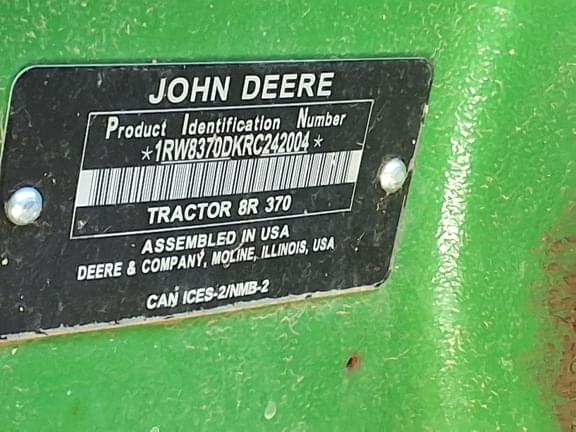 JOHN DEERE
Product Identification Number
*1RW8370DKRC242004*
TRACTOR 8R 370
ASSEMBLED IN USA
DEERE & COMPANY, MOLINE, ILLINOIS, USA
CAN ICES-2/NMB-2